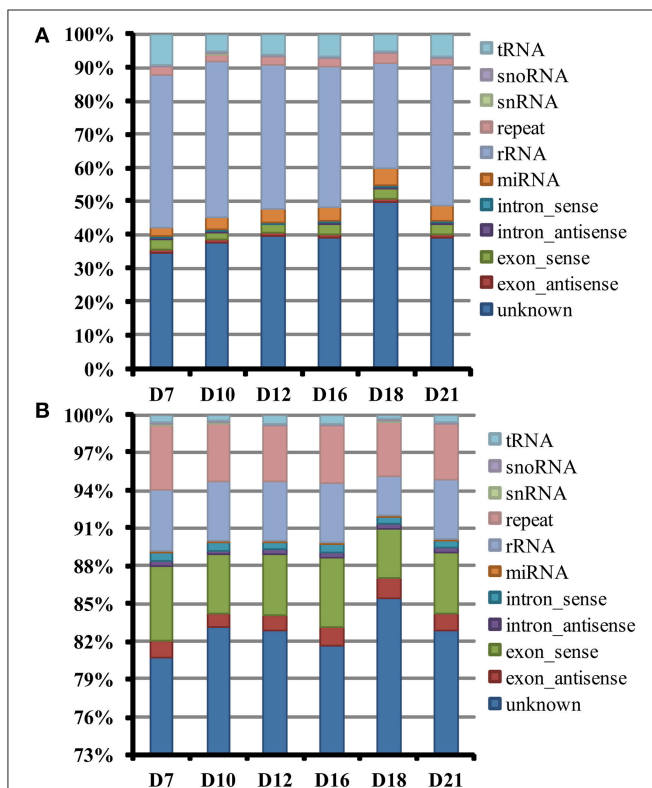 A
100%
90%
80%
70%
60%
50%
40%
30%
20%
10%
0%
D7 D10 D12 D16 D18 D21
tRNA
snoRNA
snRNA
repeat
rRNA
miRNA
intron_sense
intron_antisense
exon_sense
exon_antisense
unknown
B
100%
97%
94%
91%
88%
85%
82%
79%
76%
73%
D7 D10 D12 D16 D18 D21
tRNA
snoRNA
snRNA
repeat
rRNA
miRNA
intron_sense
intron_antisense
exon_sense
exon_antisense
unknown